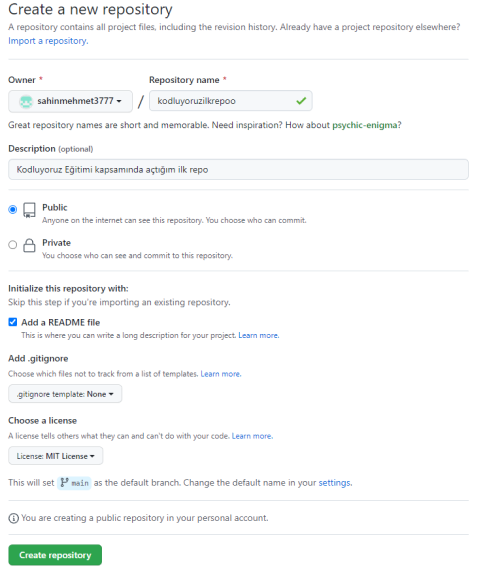 Create a new repository
A repository contains all project files, including the revision history. Already have a project repository elsewhere?
Import a repository.
Owner *
Repository name *
sahinmehmet3777
/
kodluyoruzilkrepoo
Great repository names are short and memorable. Need inspiration? How about psychic-enigma?
Description (optional)
Kodluyoruz Eğitimi kapsamında açtığım ilk repo
Public
Anyone on the internet can see this repository. You choose who can commit.
Private
You choose who can see and commit to this repository.
Initialize this repository with:
Skip this step if you're importing an existing repository.
Add a README file
This is where you can write a long description for your project. Learn more.
Add .gitignore
Choose which files not to track from a list of templates. Learn more.
.gitignore template: None
Choose a license
A license tells others what they can and can't do with your code. Learn more.
License: MIT License
This will set main as the default branch. Change the default name in your settings.
You are creating a public repository in your personal account.
Create repository